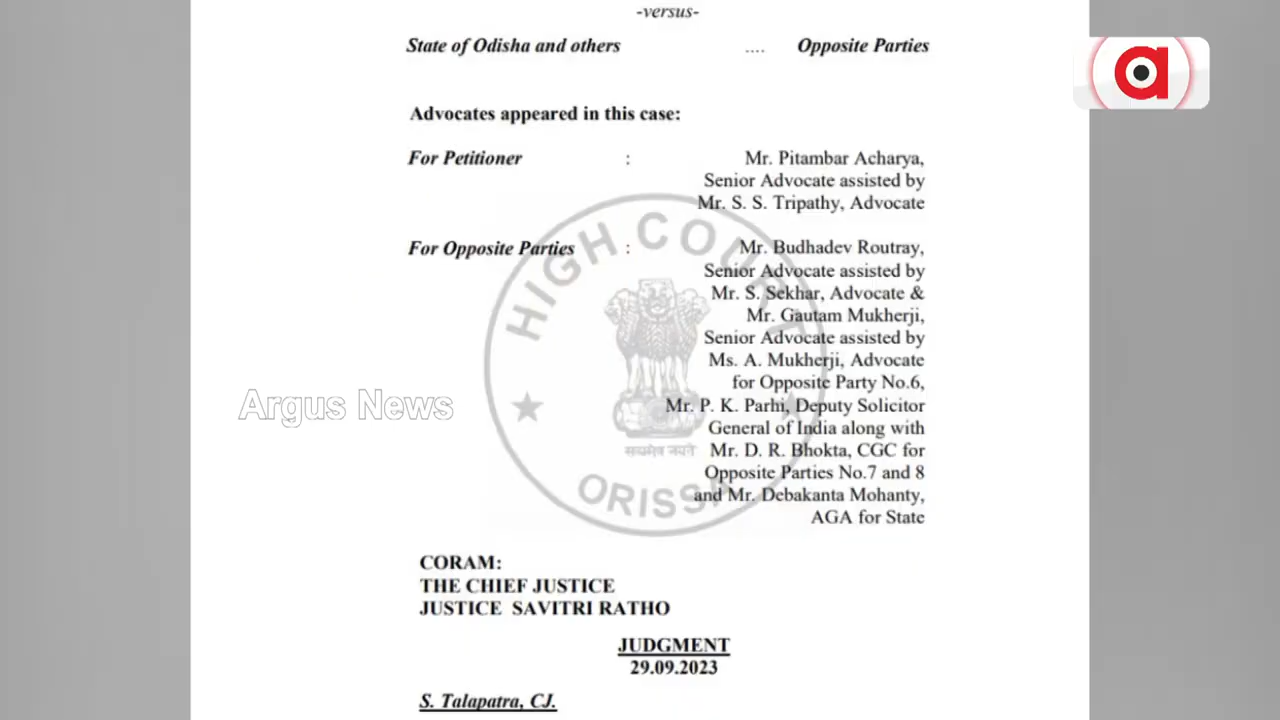 -versus-
State of Odisha and others .... Opposite Parties
Advocates appeared in this case:
For Petitioner : Mr. Pitambar Acharya,
Senior Advocate assisted by
Mr. S. S. Tripathy, Advocate
For Opposite Parties : Mr. Budhadev Routray,
Senior Advocate assisted by
Mr. S. Sekhar, Advocate &
Mr. Gautam Mukherji,
Senior Advocate assisted by
Ms. A. Mukherji, Advocate
for Opposite Party No.6,
Mr. P. K. Parhi, Deputy Solicitor
General of India along with
Mr. D. R. Bhokta, CGC for
Opposite Parties No.7 and 8
and Mr. Debakanta Mohanty,
AGA for State
CORAM:
THE CHIEF JUSTICE
JUSTICE SAVITRI RATHO
JUDGMENT
29.09.2023
S. Talapatra, CJ.
HIGH COURT
सत्यमेव जयते
ORISSA
Argus News
a